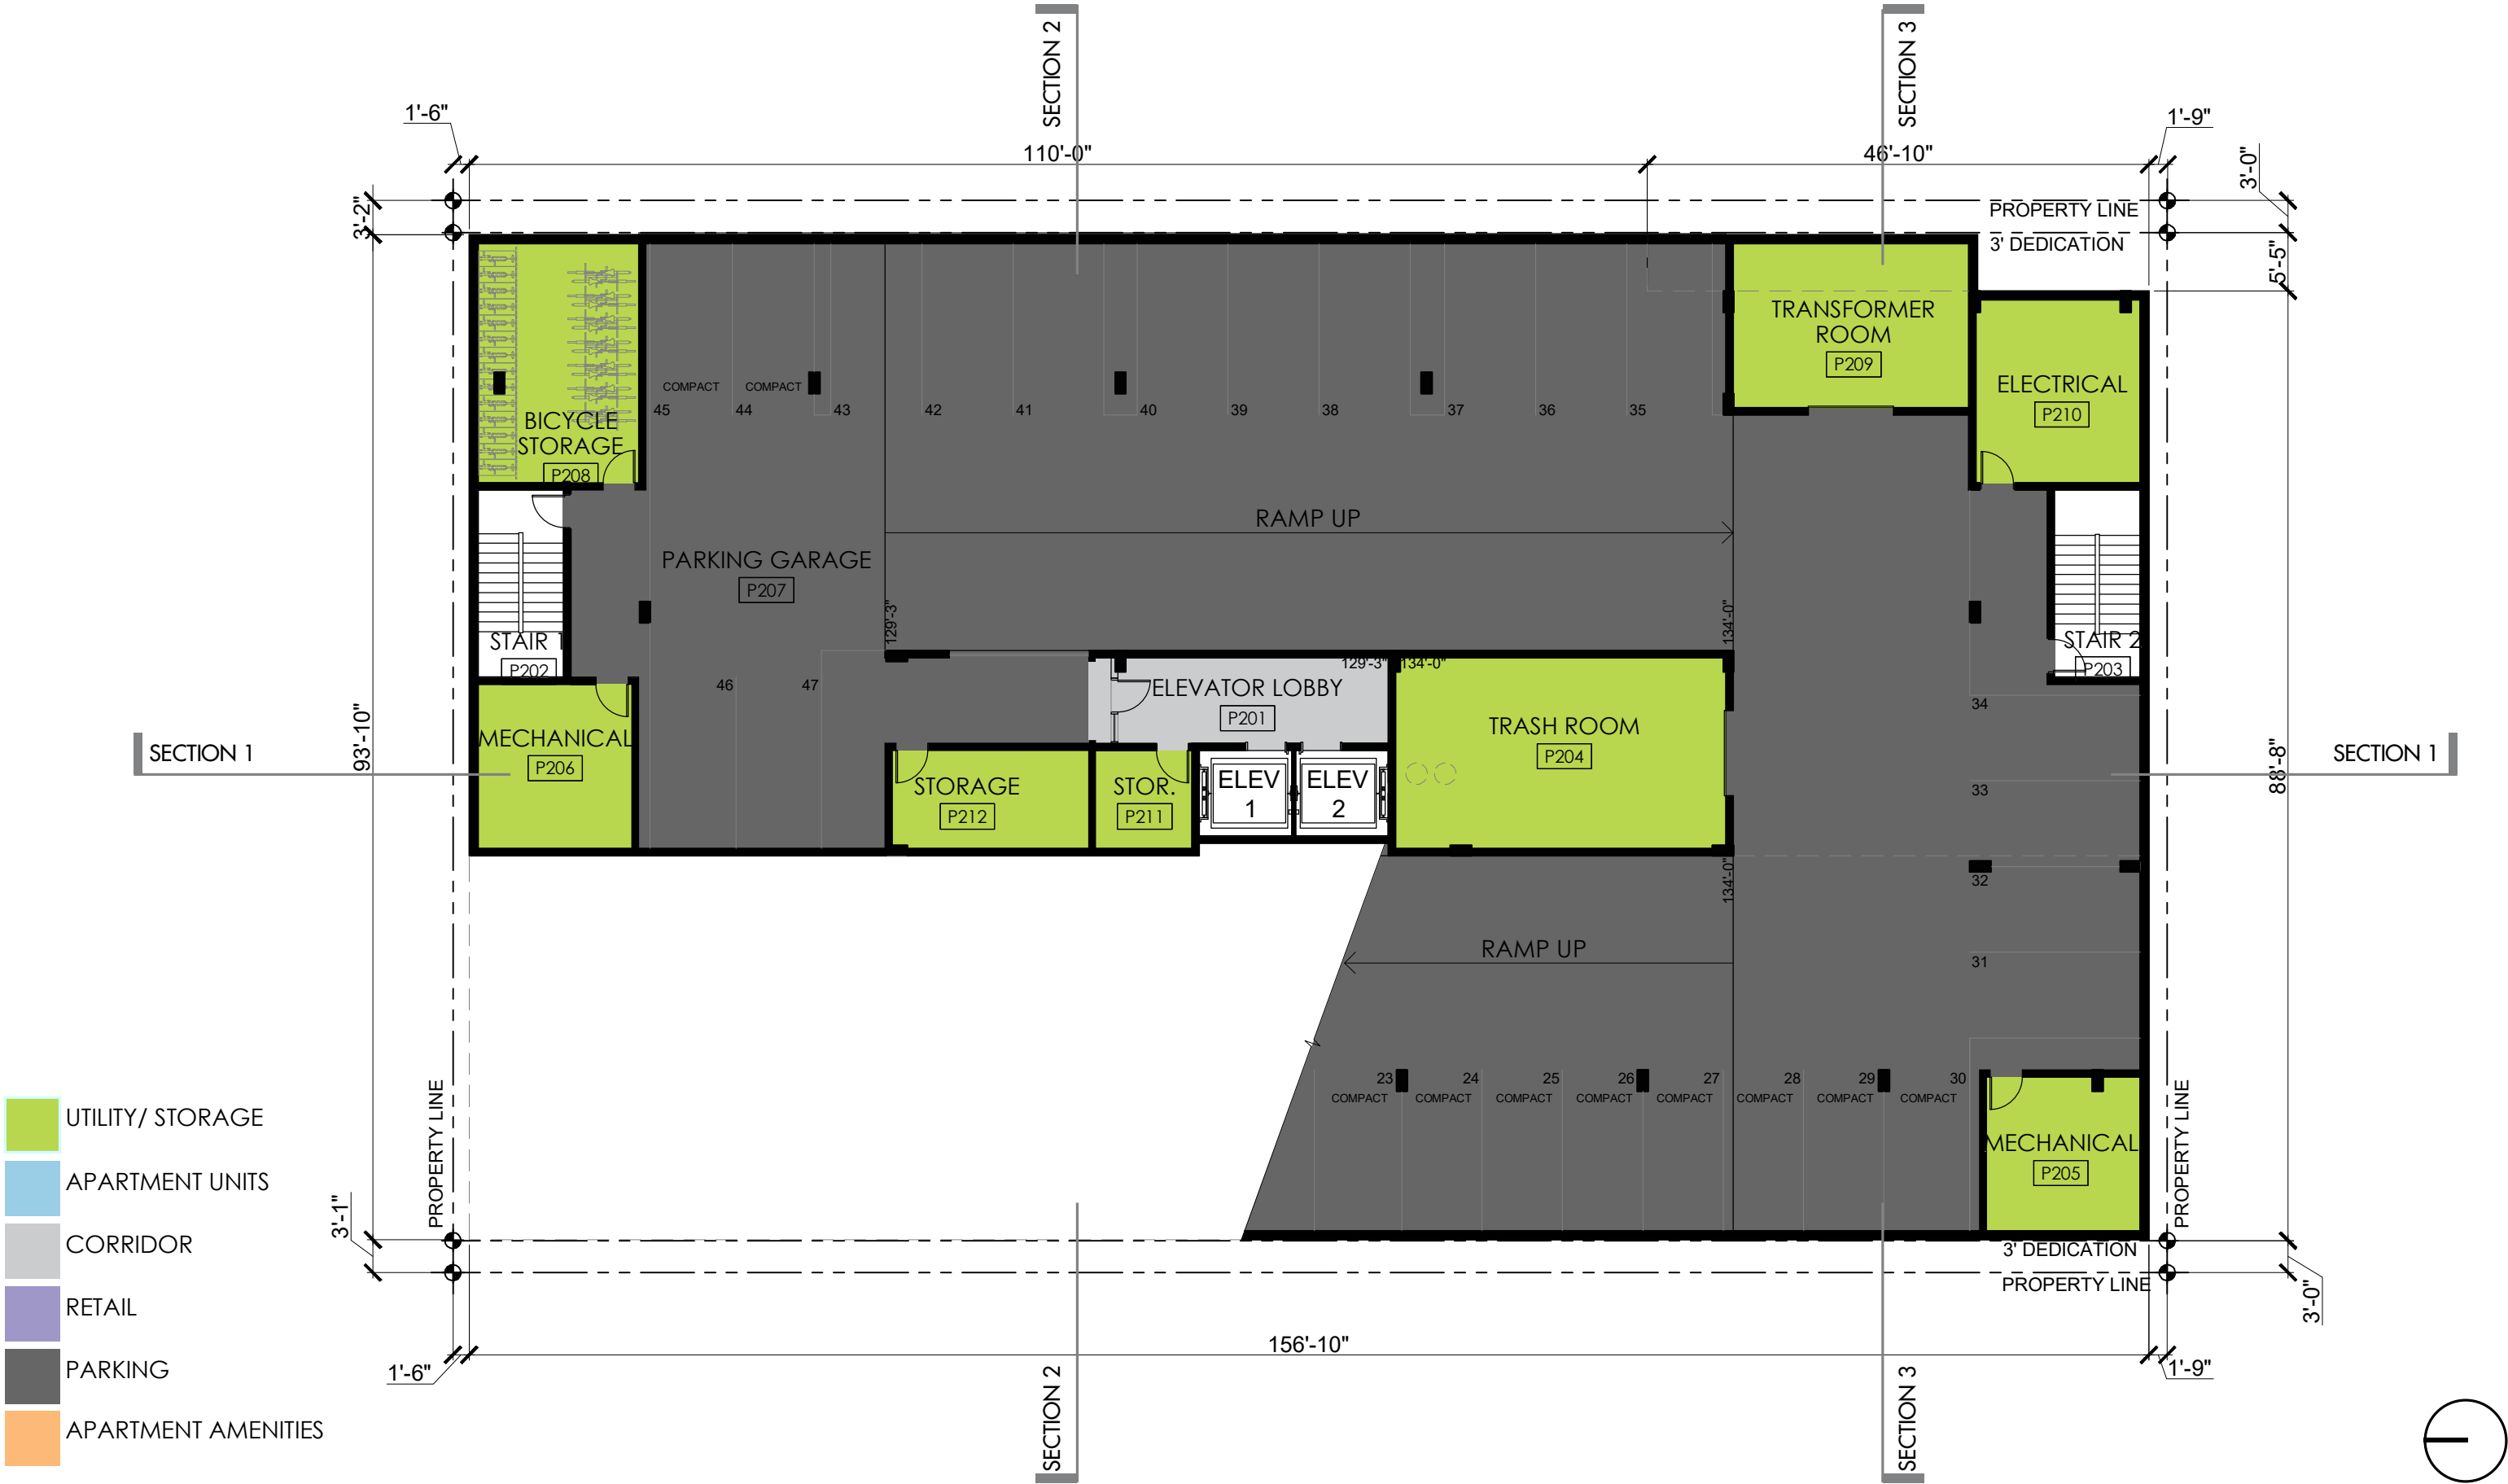 SECTION 2
SECTION 3
1'-6"
1'-9"
110'-0"
46'-10"
3'-0"
3'-2"
PROPERTY LINE
3' DEDICATION
5'-5"
TRANSFORMER
ROOM
P209
ELECTRICAL
P210
COMPACT
COMPACT
45
44
43
42
41
40
39
38
37
36
35
BICYCLE
STORAGE
P208
RAMP UP
PARKING GARAGE
P207
129'-3"
134'-0"
STAIR 1
P202
STAIR 2
P203
129'-3"
134'-0"
46
47
ELEVATOR LOBBY
P201
34
93'-10"
MECHANICAL
P206
TRASH ROOM
P204
SECTION 1
SECTION 1
88'-8"
STORAGE
P212
STOR.
P211
ELEV
1
ELEV
2
33
134'-0"
32
RAMP UP
31
23
24
25
26
27
28
29
30
COMPACT
COMPACT
COMPACT
COMPACT
COMPACT
COMPACT
COMPACT
COMPACT
MECHANICAL
P205
PROPERTY LINE
PROPERTY LINE
3'-1"
3' DEDICATION
PROPERTY LINE
3'-0"
156'-10"
1'-6"
1'-9"
SECTION 2
SECTION 3
UTILITY/ STORAGE
APARTMENT UNITS
CORRIDOR
RETAIL
PARKING
APARTMENT AMENITIES